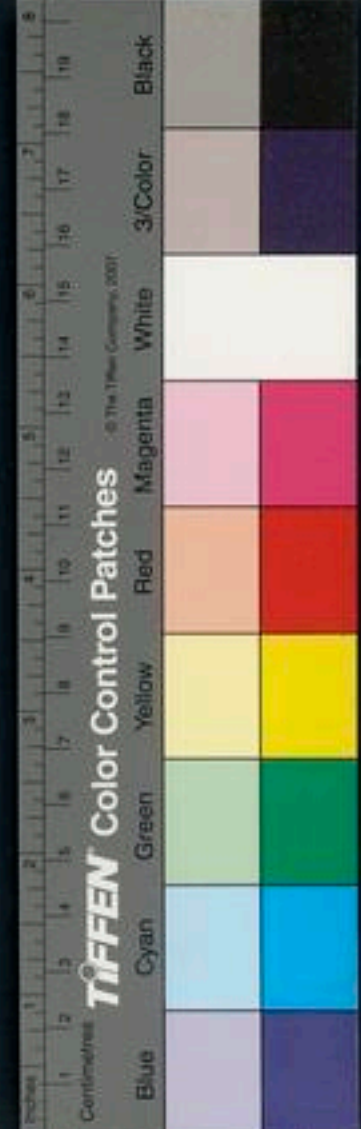 Inches 1 2 3 4 5 6 7 8
Centimetres 1 2 3 4 5 6 7 8 9 10 11 12 13 14 15 16 17 18 19
TIFFEN Color Control Patches
© The Tiffen Company, 2007
Blue Cyan Green Yellow Red Magenta White 3/Color Black